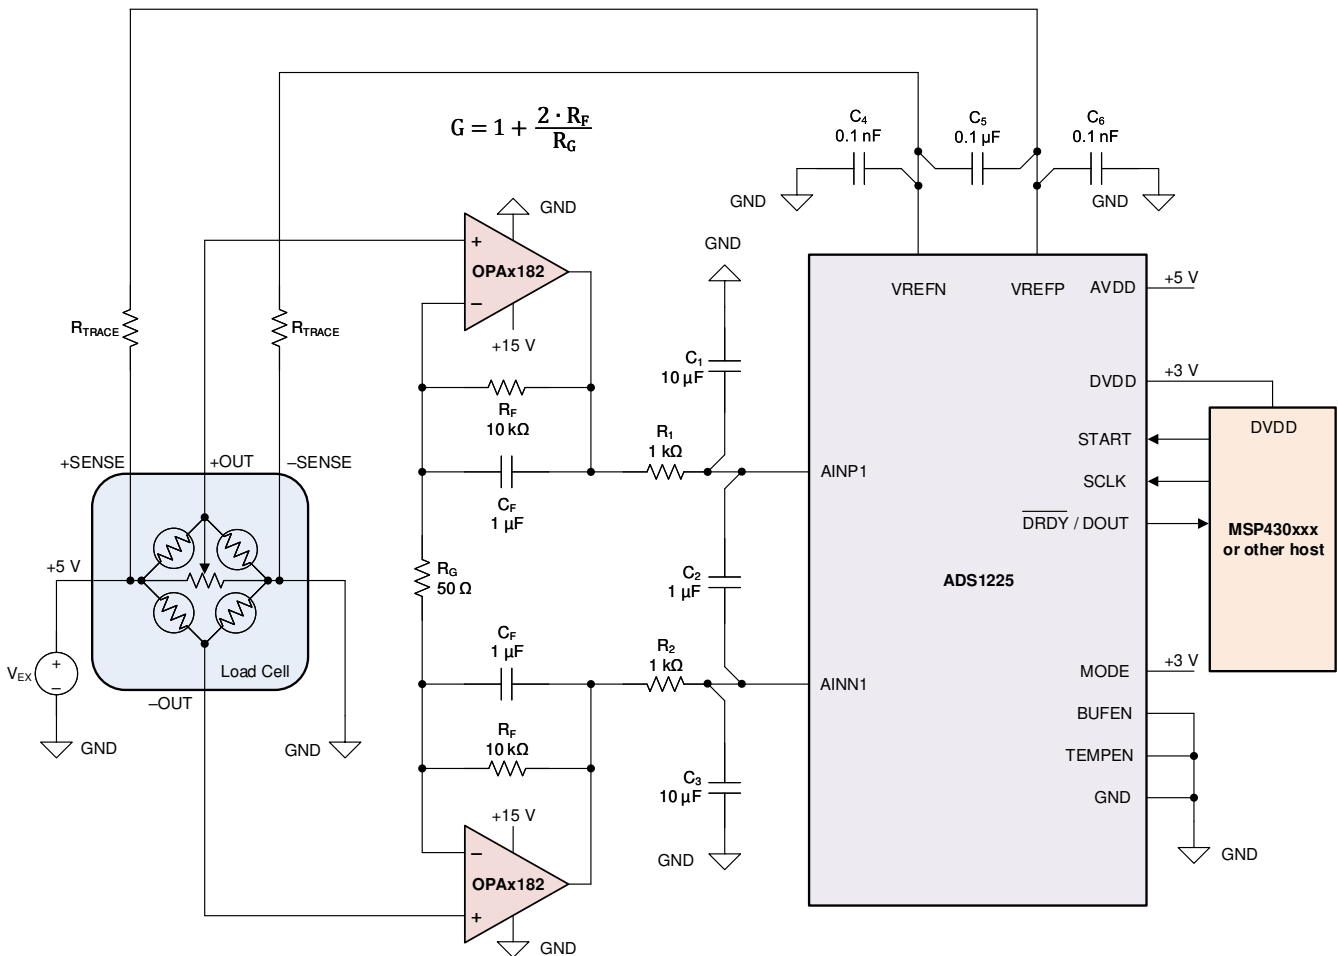 C4
0.1 nF
C5
0.1 µF
C6
0.1 nF
G = 1 + 2 · RF / RG
GND
GND
GND
GND
+
OPAx182
−
+15 V
VREFN
VREFP
AVDD
+5 V
RTRACE
RTRACE
C1
10 µF
DVDD
+3 V
RF
10 kΩ
DVDD
R1
1 kΩ
START
+SENSE
+OUT
–SENSE
AINP1
SCLK
CF
1 µF
DRDY / DOUT
MSP430xxx
or other host
+5 V
RG
50 Ω
C2
1 µF
ADS1225
CF
1 µF
R2
1 kΩ
VEX
+
−
Load Cell
–OUT
AINN1
MODE
+3 V
BUFEN
RF
10 kΩ
GND
GND
TEMPEN
C3
10 µF
GND
+15 V
GND
GND
−
OPAx182
+
GND